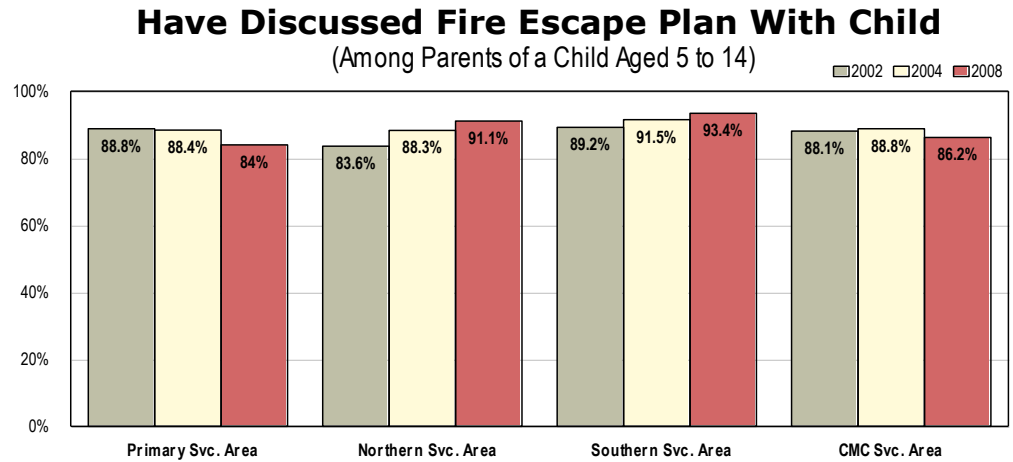 Have Discussed Fire Escape Plan With Child
(Among Parents of a Child Aged 5 to 14)
2002 2004 2008
100%
80%
60%
40%
20%
0%
88.8% 88.4% 84%
83.6% 88.3% 91.1%
89.2% 91.5% 93.4%
88.1% 88.8% 86.2%
Primary Svc. Area Northern Svc. Area Southern Svc. Area CMC Svc. Area